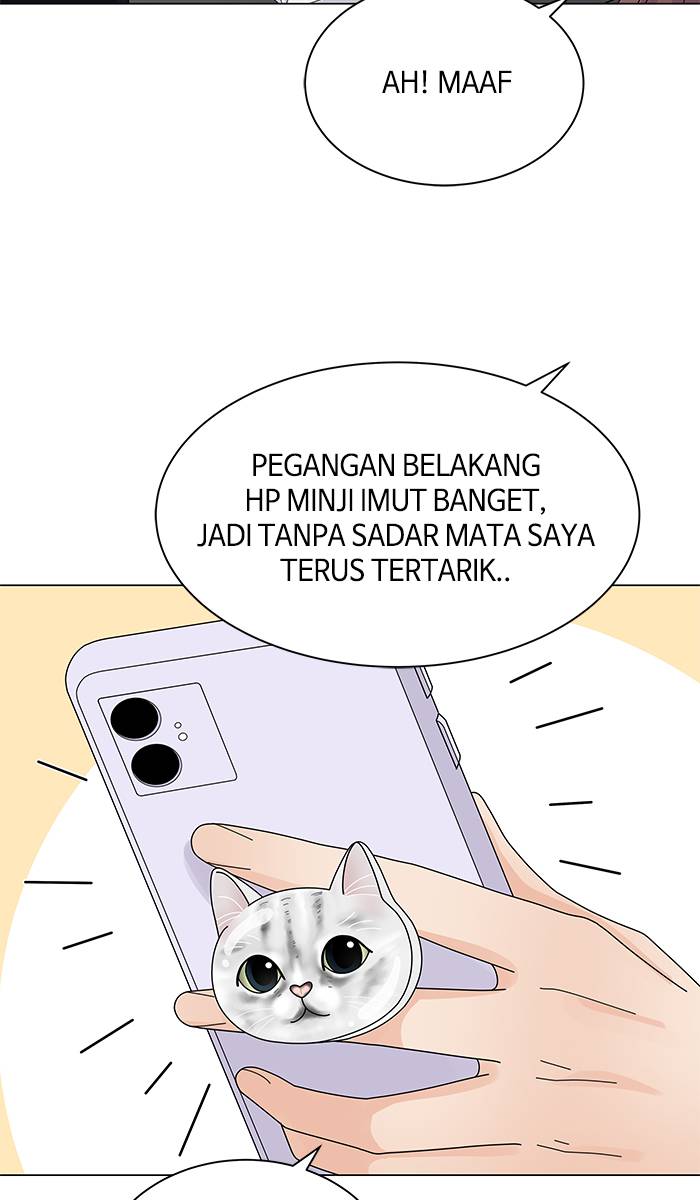 AH! MAAF
PEGANGAN BELAKANG
HP MINJI IMUT BANGET,
JADI TANPA SADAR MATA SAYA
TERUS TERTARIK..